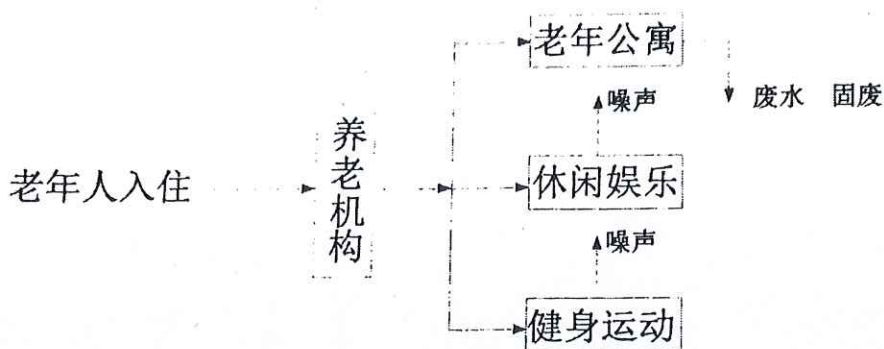 老年公寓
噪声
废水 固废
养老机构
老年人入住
休闲娱乐
噪声
健身运动